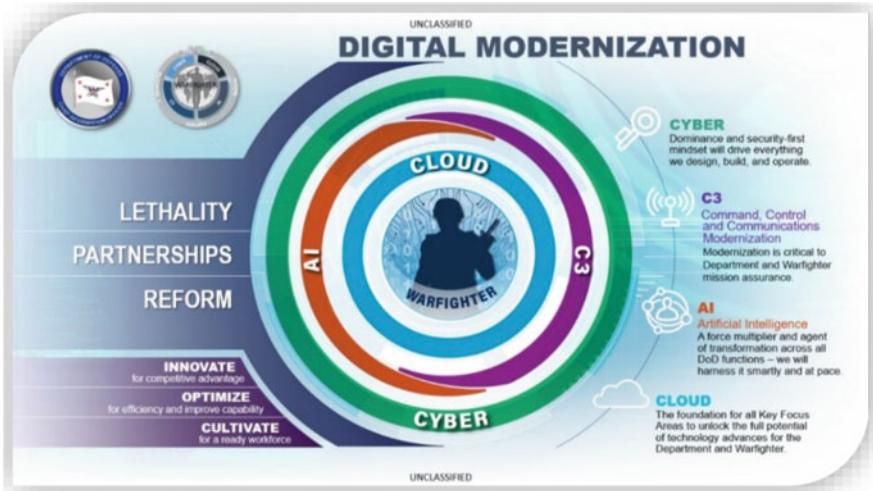 UNCLASSIFIED
DIGITAL MODERNIZATION
WARFIGHTER
LETHALITY
PARTNERSHIPS
REFORM
INNOVATE
for competitive advantage
OPTIMIZE
for efficiency and improve capability
CULTIVATE
for a ready workforce
CLOUD
AI
C3
WARFIGHTER
CYBER
CYBER
Dominance and security-first
mindset will drive everything
we design, build, and operate.
C3
Command, Control
and Communications
Modernization
Modernization is critical to
Department and Warfighter
mission assurance.
AI
Artificial Intelligence
A force multiplier and agent
of transformation across all
DoD functions – we will
harness it smartly and at pace.
CLOUD
The foundation for all Key Focus
Areas to unlock the full potential
of technology advances for the
Department and Warfighter.
UNCLASSIFIED